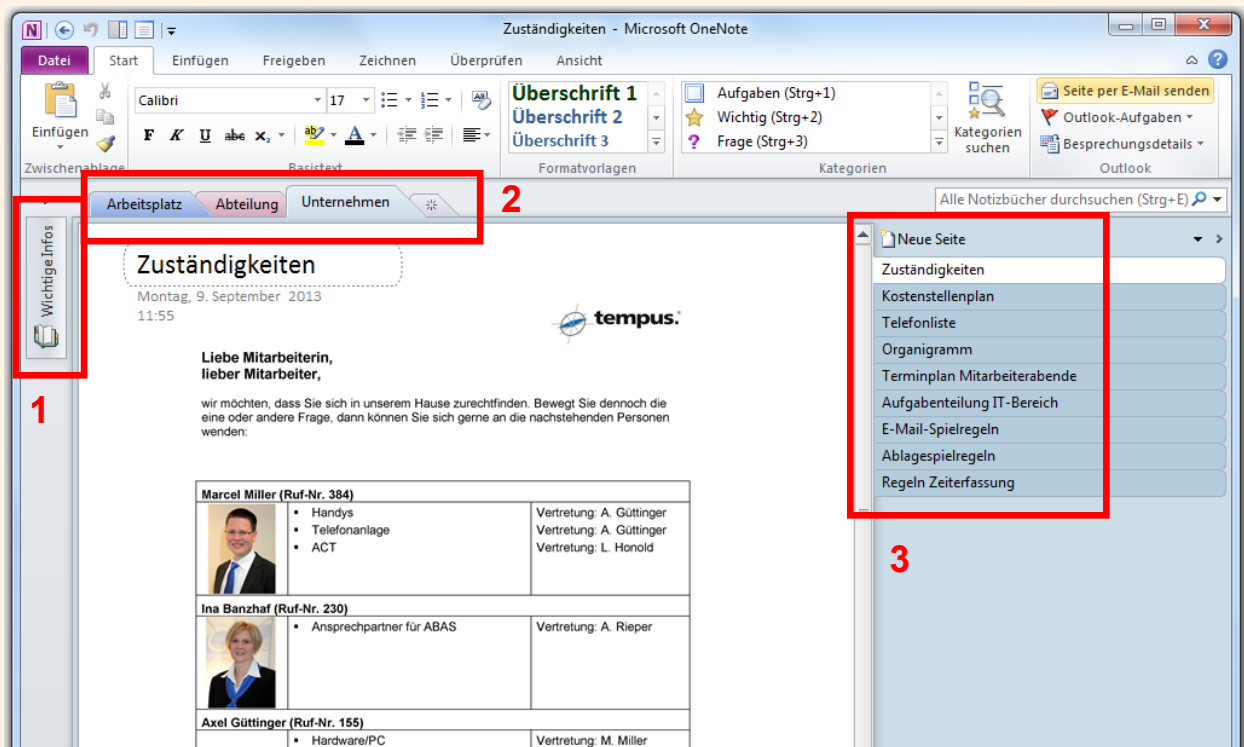 Zuständigkeiten - Microsoft OneNote
Datei Start Einfügen Freigeben Zeichnen Überprüfen Ansicht
Einfügen
Zwischenablage
Calibri 17
F K U abc x₂ ab A
Basistext
Überschrift 1
Überschrift 2
Überschrift 3
Formatvorlagen
Aufgaben (Strg+1)
Wichtig (Strg+2)
? Frage (Strg+3)
Kategorien suchen
Kategorien
Seite per E-Mail senden
Outlook-Aufgaben
Besprechungsdetails
Outlook
Arbeitsplatz Abteilung Unternehmen
2
Alle Notizbücher durchsuchen (Strg+E)
Wichtige Infos
1
Zuständigkeiten
Montag, 9. September 2013
11:55
tempus.
Liebe Mitarbeiterin,
lieber Mitarbeiter,
wir möchten, dass Sie sich in unserem Hause zurechtfinden. Bewegt Sie dennoch die
eine oder andere Frage, dann können Sie sich gerne an die nachstehenden Personen
wenden:
Marcel Miller (Ruf-Nr. 384)
Handys Vertretung: A. Güttinger
Telefonanlage Vertretung: A. Güttinger
ACT Vertretung: L. Honold
Ina Banzhaf (Ruf-Nr. 230)
Ansprechpartner für ABAS Vertretung: A. Rieper
Axel Güttinger (Ruf-Nr. 155)
Hardware/PC Vertretung: M. Miller
Neue Seite
Zuständigkeiten
Kostenstellenplan
Telefonliste
Organigramm
Terminplan Mitarbeiterabende
Aufgabenteilung IT-Bereich
E-Mail-Spielregeln
Ablagespielregeln
Regeln Zeiterfassung
3